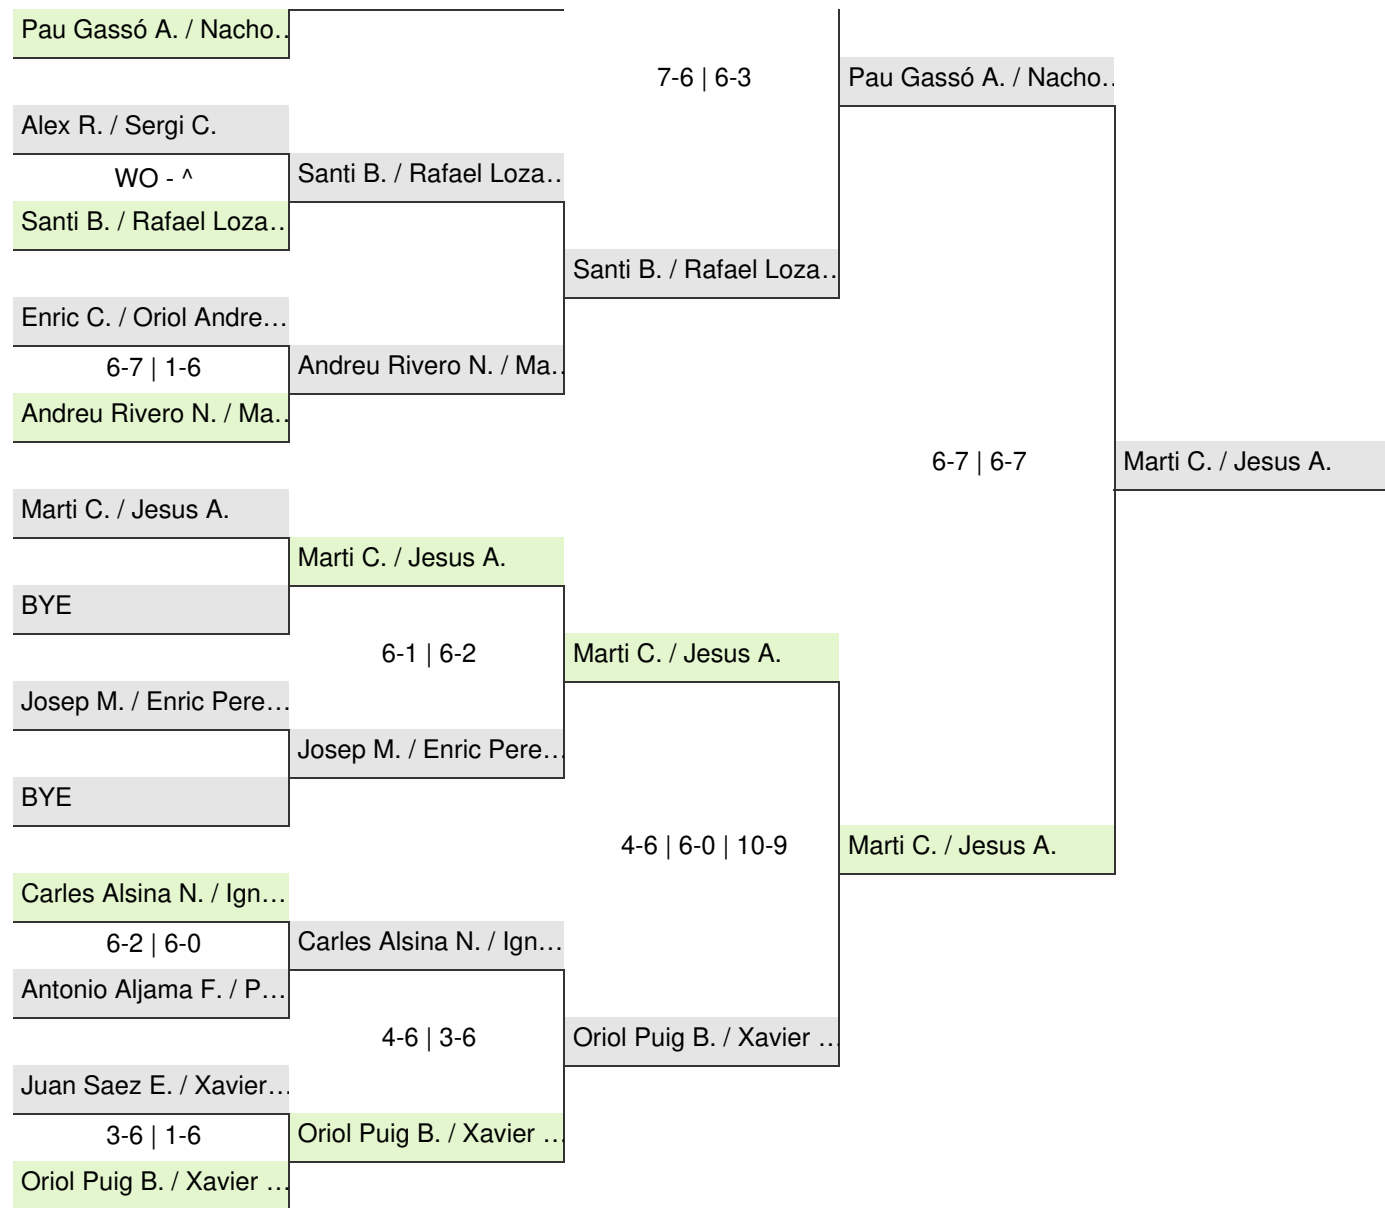 Pau Gassó A. / Nacho..
7-6 | 6-3
Pau Gassó A. / Nacho..
Alex R. / Sergi C.
WO - ^
Santi B. / Rafael Loza...
Santi B. / Rafael Loza...
Santi B. / Rafael Loza...
Enric C. / Oriol Andre...
6-7 | 1-6
Andreu Rivero N. / Ma...
Andreu Rivero N. / Ma...
6-7 | 6-7
Marti C. / Jesus A.
Marti C. / Jesus A.
Marti C. / Jesus A.
BYE
6-1 | 6-2
Marti C. / Jesus A.
Josep M. / Enric Pere...
Josep M. / Enric Pere...
BYE
4-6 | 6-0 | 10-9
Marti C. / Jesus A.
Carles Alsina N. / Ign...
6-2 | 6-0
Carles Alsina N. / Ign...
Antonio Aljama F. / P...
4-6 | 3-6
Oriol Puig B. / Xavier ...
Juan Saez E. / Xavier...
3-6 | 1-6
Oriol Puig B. / Xavier ...
Oriol Puig B. / Xavier ...